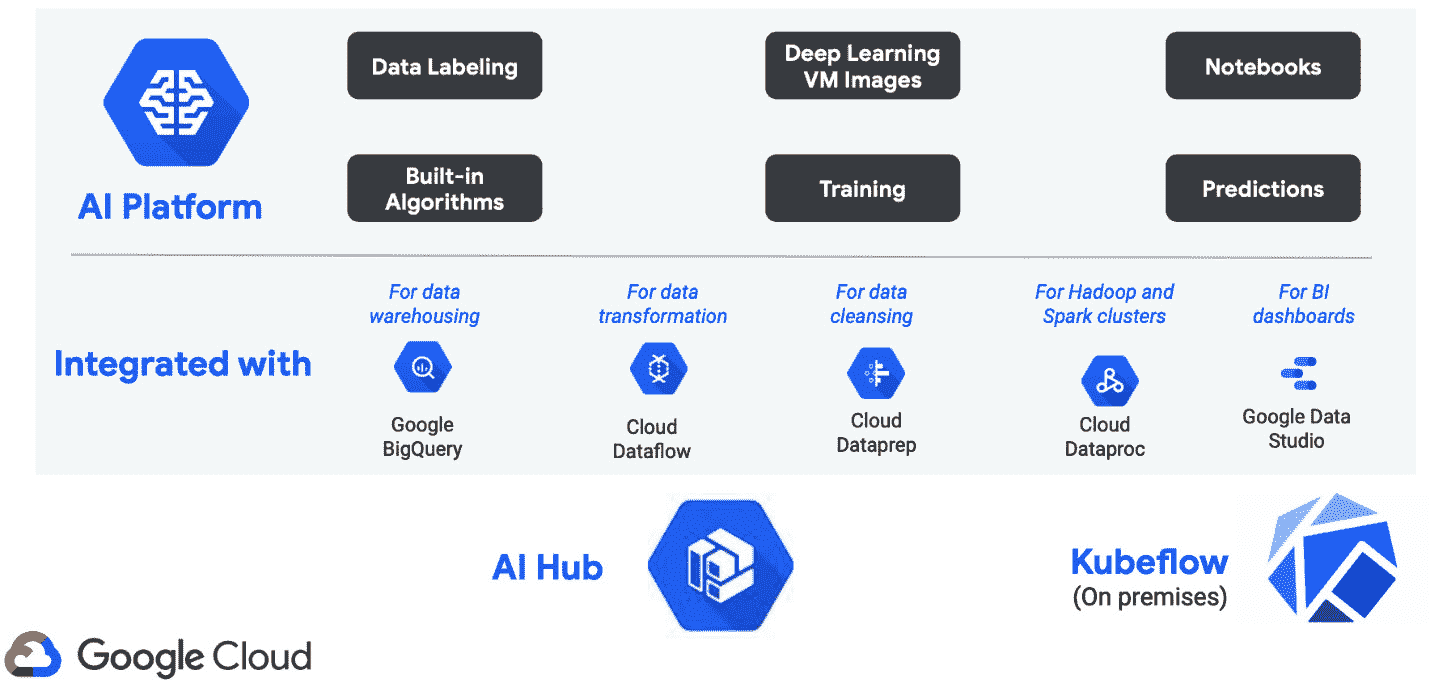 Data Labeling
Deep Learning
VM Images
Notebooks
AI Platform
Built-in
Algorithms
Training
Predictions
Integrated with
For data
warehousing
Google
BigQuery
For data
transformation
Cloud
Dataflow
For data
cleansing
Cloud
Dataprep
For Hadoop and
Spark clusters
Cloud
Dataproc
For BI
dashboards
Google Data
Studio
AI Hub
Kubeflow
(On premises)
Google Cloud